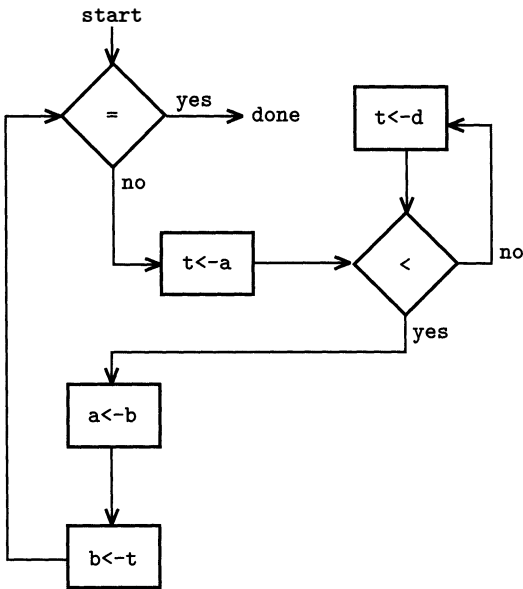 start
=
yes
done
no
t<-a
t<-d
<
no
yes
a<-b
b<-t